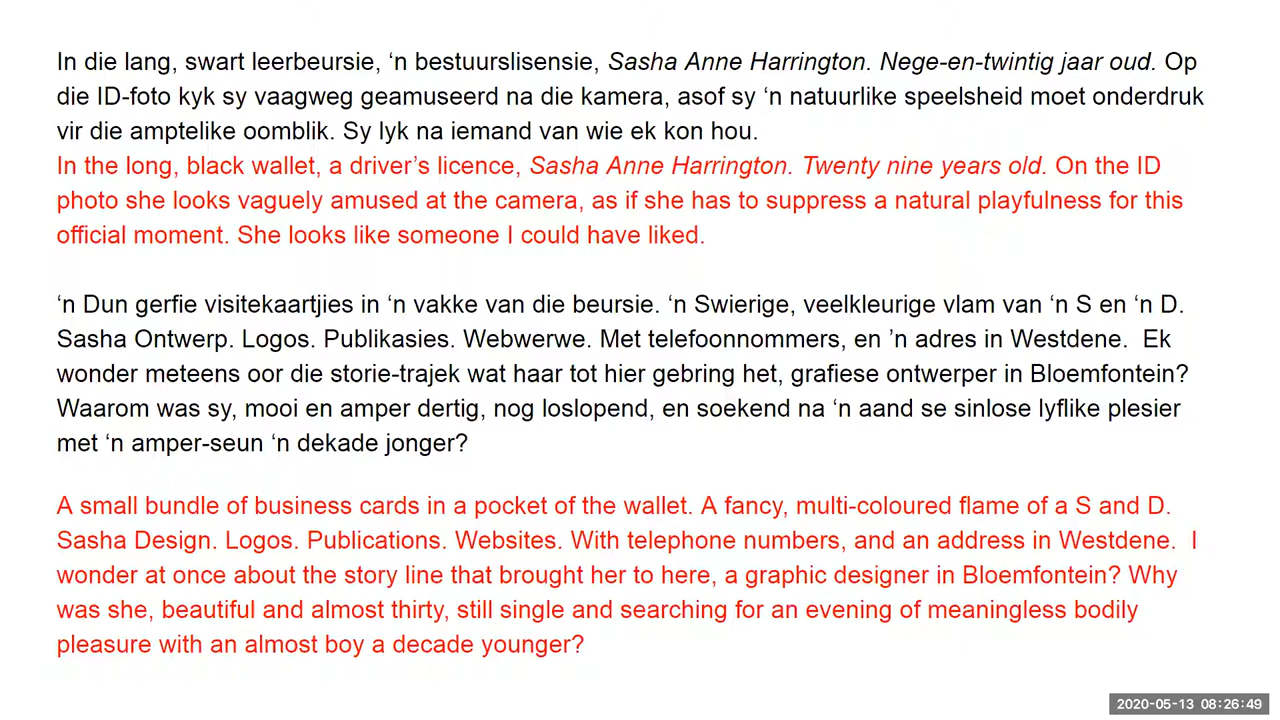 In die lang, swart leerbeursie, ‘n bestuurslisensie, Sasha Anne Harrington. Nege-en-twintig jaar oud. Op
die ID-foto kyk sy vaagweg geamuseerd na die kamera, asof sy ‘n natuurlike speelsheid moet onderdruk
vir die amptelike oomblik. Sy lyk na iemand van wie ek kon hou.
In the long, black wallet, a driver’s licence, Sasha Anne Harrington. Twenty nine years old. On the ID
photo she looks vaguely amused at the camera, as if she has to suppress a natural playfulness for this
official moment. She looks like someone I could have liked.
‘n Dun gerfie visitekaartjies in ‘n vakke van die beursie. ‘n Swierige, veelkleurige vlam van ‘n S en ‘n D.
Sasha Ontwerp. Logos. Publikasies. Webwerwe. Met telefoonnommers, en ’n adres in Westdene. Ek
wonder meteens oor die storie-trajek wat haar tot hier gebring het, grafiese ontwerper in Bloemfontein?
Waarom was sy, mooi en amper dertig, nog loslopend, en soekend na ‘n aand se sinlose lyflike plesier
met ‘n amper-seun ‘n dekade jonger?
A small bundle of business cards in a pocket of the wallet. A fancy, multi-coloured flame of a S and D.
Sasha Design. Logos. Publications. Websites. With telephone numbers, and an address in Westdene. I
wonder at once about the story line that brought her to here, a graphic designer in Bloemfontein? Why
was she, beautiful and almost thirty, still single and searching for an evening of meaningless bodily
pleasure with an almost boy a decade younger?
2020-05-13 08:26:49